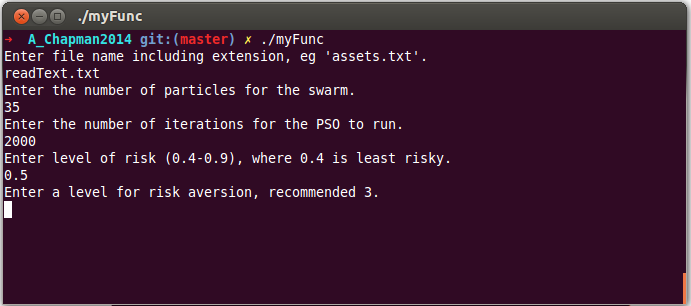 ./myFunc
➜  A_Chapman2014 git:(master) ✗ ./myFunc
Enter file name including extension, eg 'assets.txt'.
readText.txt
Enter the number of particles for the swarm.
35
Enter the number of iterations for the PSO to run.
2000
Enter level of risk (0.4-0.9), where 0.4 is least risky.
0.5
Enter a level for risk aversion, recommended 3.